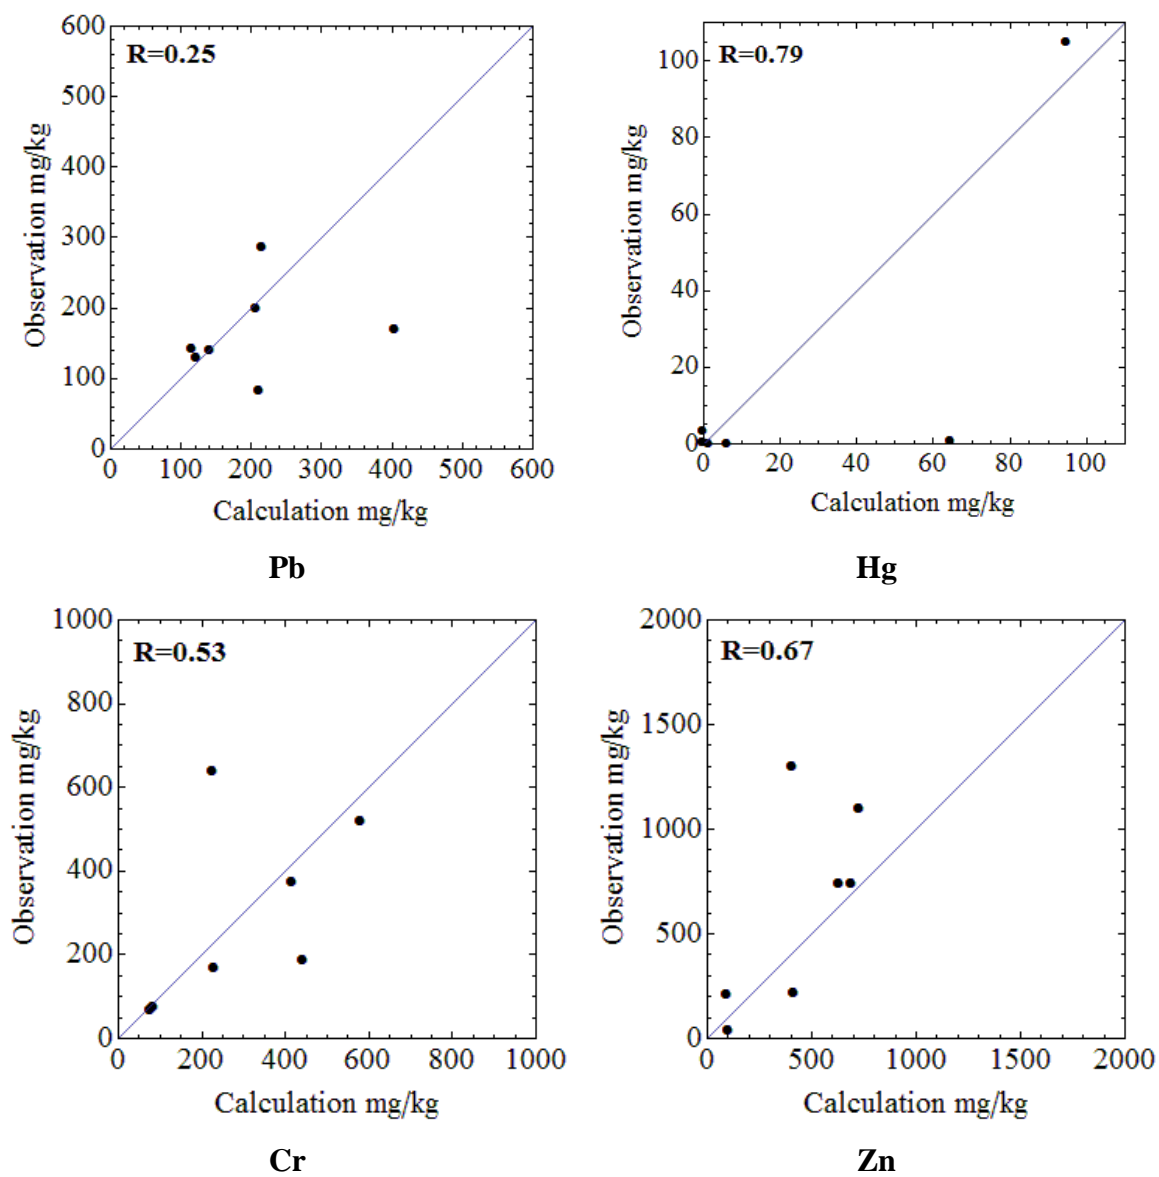 600
R=0.25
500
400
300
200
100
0
0 100 200 300 400 500 600
Observation mg/kg
Calculation mg/kg
Pb
R=0.79
100
80
60
40
20
0
0 20 40 60 80 100
Observation mg/kg
Calculation mg/kg
Hg
1000
R=0.53
800
600
400
200
0
0 200 400 600 800 1000
Observation mg/kg
Calculation mg/kg
Cr
2000
R=0.67
1500
1000
500
0
0 500 1000 1500 2000
Observation mg/kg
Calculation mg/kg
Zn